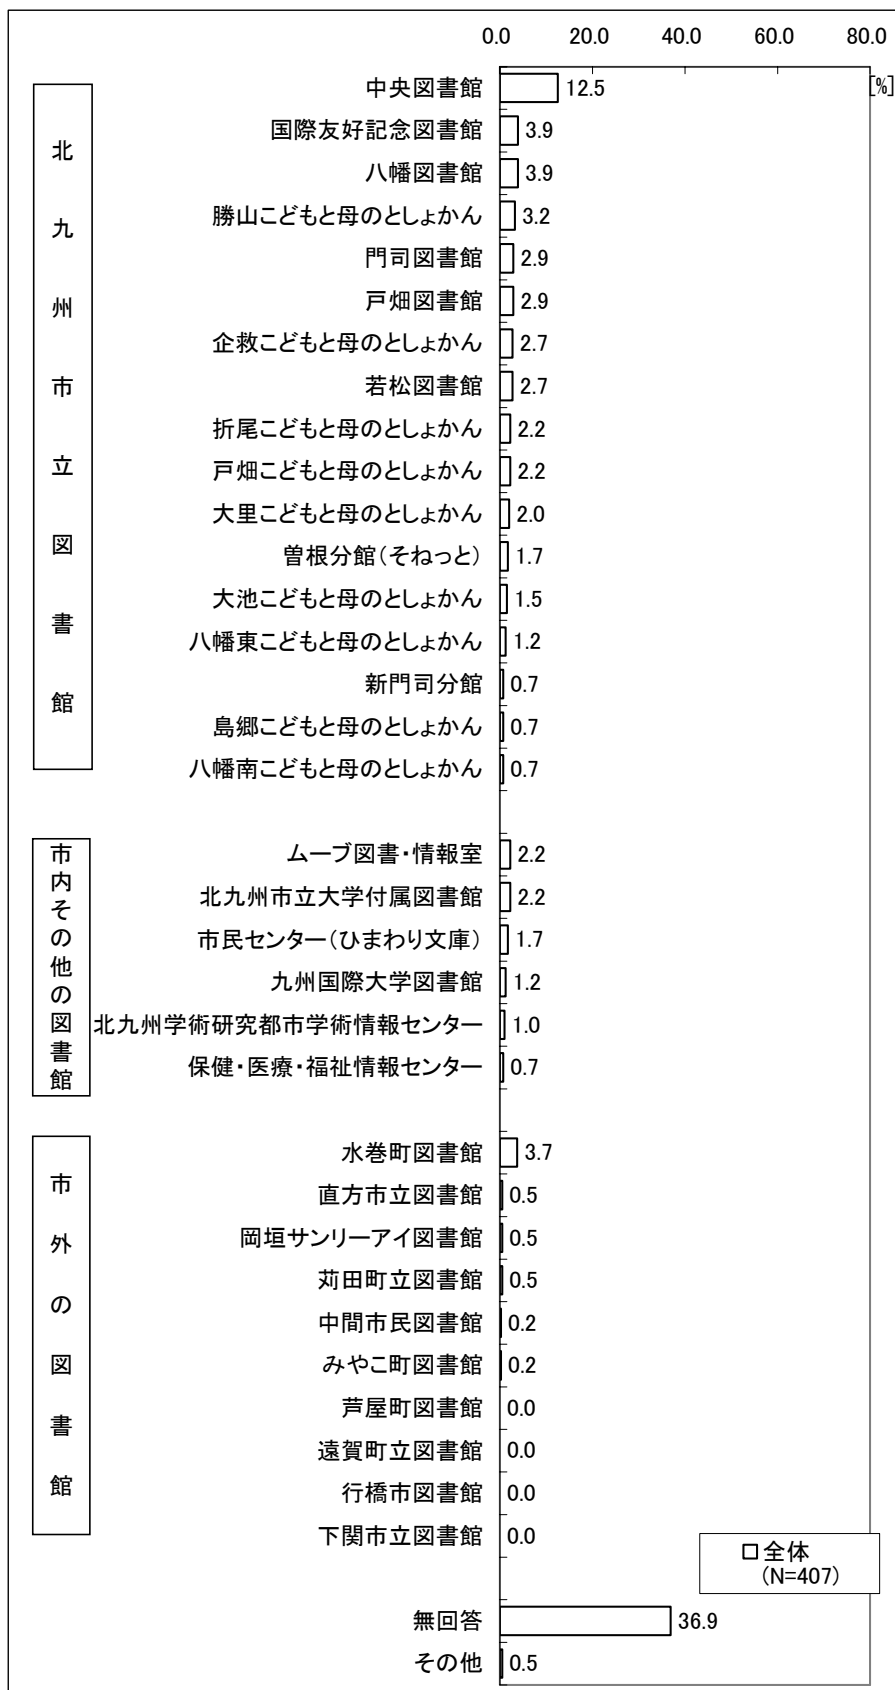 0.0 20.0 40.0 60.0 80.0
[%]
北九州市立図書館
中央図書館 12.5
国際友好記念図書館 3.9
八幡図書館 3.9
勝山こどもと母のとしょかん 3.2
門司図書館 2.9
戸畑図書館 2.9
企救こどもと母のとしょかん 2.7
若松図書館 2.7
折尾こどもと母のとしょかん 2.2
戸畑こどもと母のとしょかん 2.2
大里こどもと母のとしょかん 2.0
曽根分館(そねっと) 1.7
大池こどもと母のとしょかん 1.5
八幡東こどもと母のとしょかん 1.2
新門司分館 0.7
島郷こどもと母のとしょかん 0.7
八幡南こどもと母のとしょかん 0.7
市内その他の図書館
ムーブ図書・情報室 2.2
北九州市立大学付属図書館 2.2
市民センター(ひまわり文庫) 1.7
九州国際大学図書館 1.2
北九州学術研究都市学術情報センター 1.0
保健・医療・福祉情報センター 0.7
市外の図書館
水巻町図書館 3.7
直方市立図書館 0.5
岡垣サンリーアイ図書館 0.5
苅田町立図書館 0.5
中間市民図書館 0.2
みやこ町図書館 0.2
芦屋町図書館 0.0
遠賀町立図書館 0.0
行橋市図書館 0.0
下関市立図書館 0.0
全体
(N=407)
無回答 36.9
その他 0.5